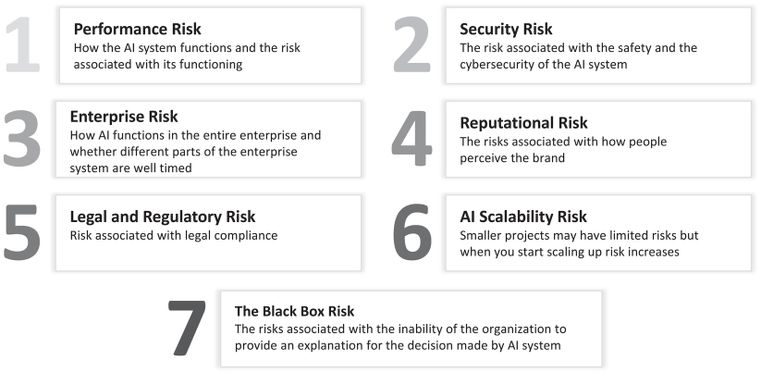 1
Performance Risk
How the AI system functions and the risk
associated with its functioning
2
Security Risk
The risk associated with the safety and the
cybersecurity of the AI system
3
Enterprise Risk
How AI functions in the entire enterprise and
whether different parts of the enterprise
system are well timed
4
Reputational Risk
The risks associated with how people
perceive the brand
5
Legal and Regulatory Risk
Risk associated with legal compliance
6
AI Scalability Risk
Smaller projects may have limited risks but
when you start scaling up risk increases
7
The Black Box Risk
The risks associated with the inability of the organization to
provide an explanation for the decision made by AI system